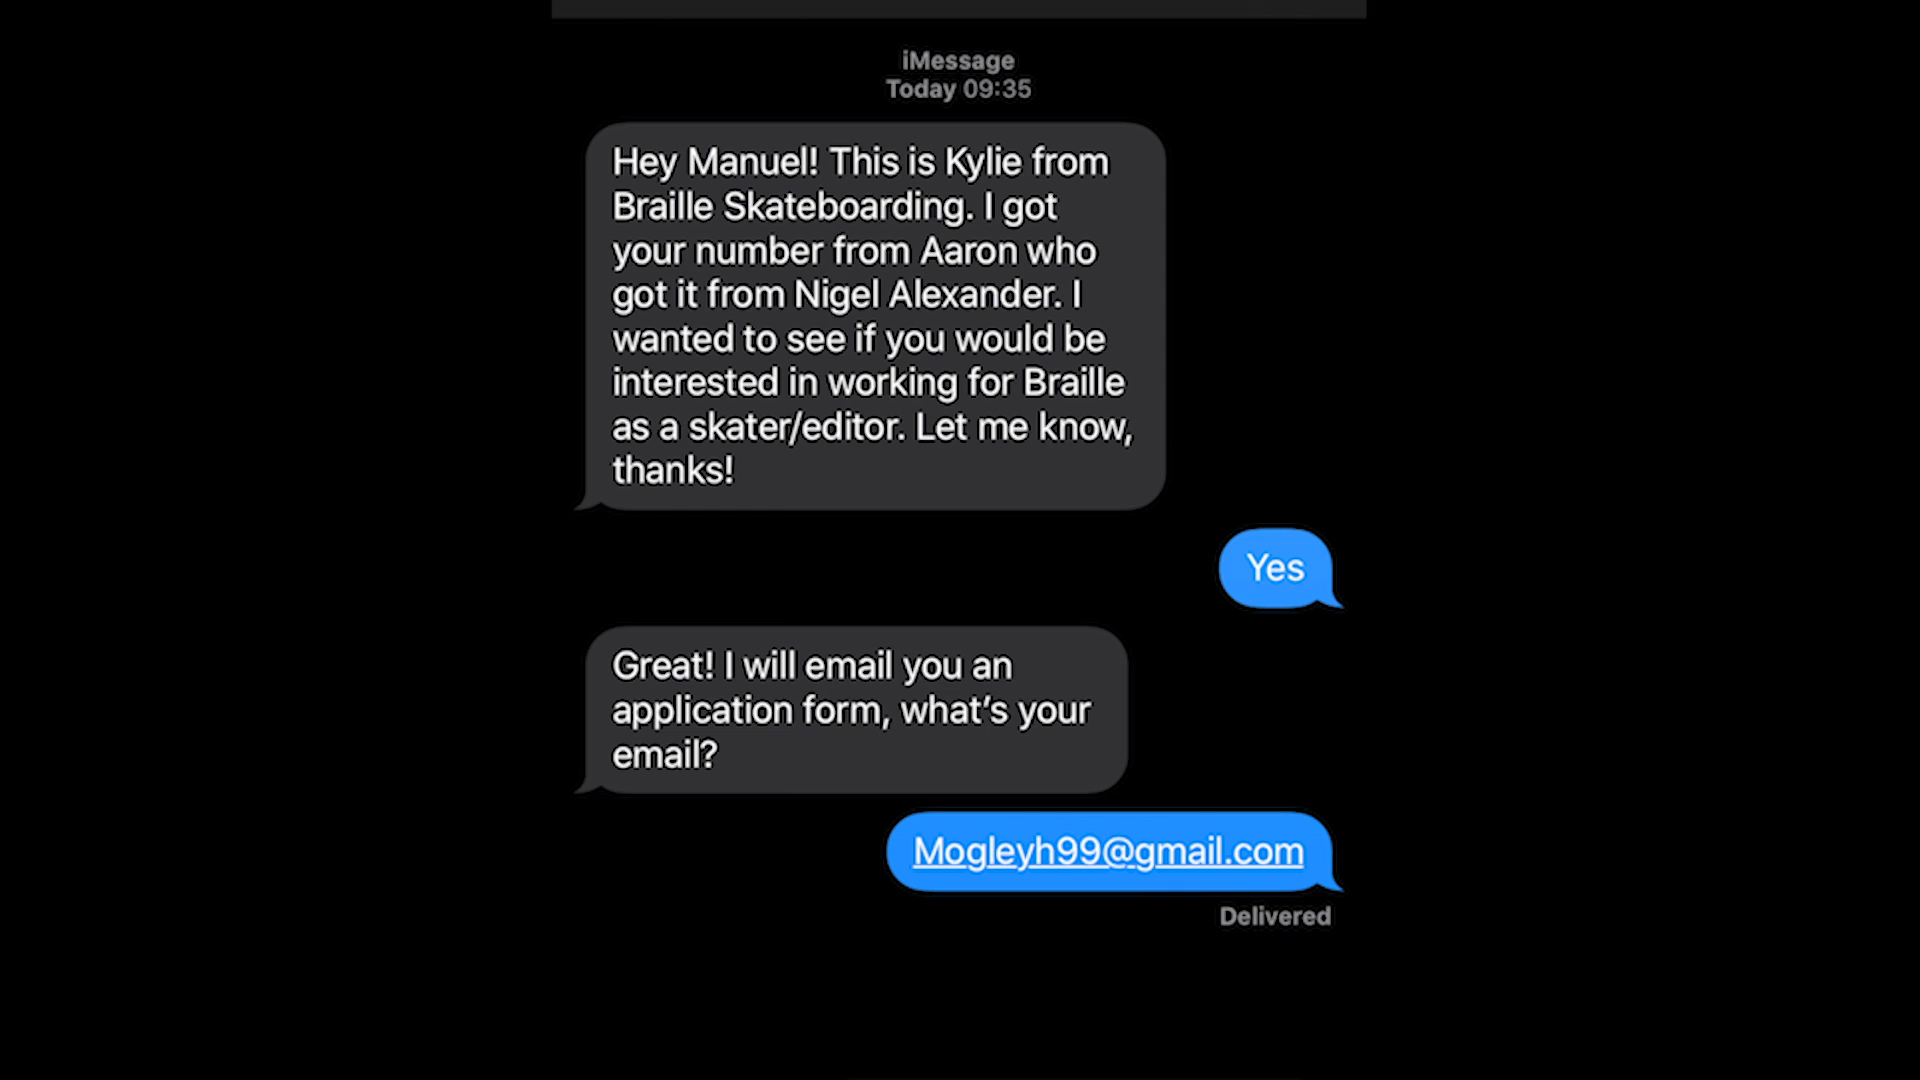 iMessage
Today 09:35
Hey Manuel! This is Kylie from
Braille Skateboarding. I got
your number from Aaron who
got it from Nigel Alexander. I
wanted to see if you would be
interested in working for Braille
as a skater/editor. Let me know,
thanks!
Yes
Great! I will email you an
application form, what’s your
email?
Mogleyh99@gmail.com
Delivered